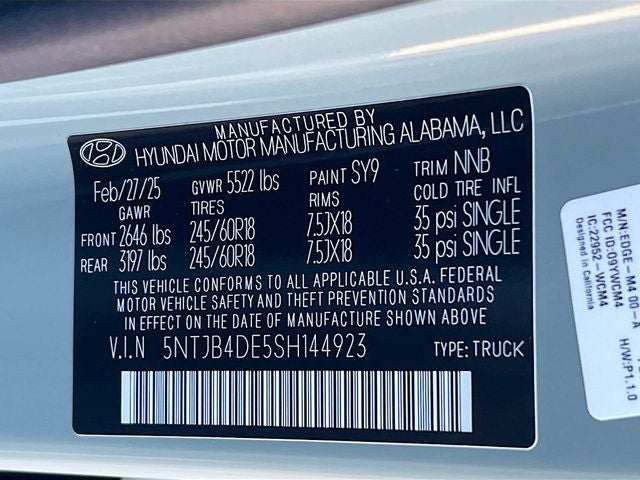 MANUFACTURED BY
HYUNDAI MOTOR MANUFACTURING ALABAMA, LLC
Feb/27/25 GVWR 5522 lbs PAINT SY9 TRIM NNB
GAWR TIRES RIMS COLD TIRE INFL
FRONT 2646 lbs 245/60R18 7.5JX18 35 psi SINGLE
REAR 3197 lbs 245/60R18 7.5JX18 35 psi SINGLE
THIS VEHICLE CONFORMS TO ALL APPLICABLE U.S.A. FEDERAL
MOTOR VEHICLE SAFETY AND THEFT PREVENTION STANDARDS
IN EFFECT ON THE DATE OF MANUFACTURE SHOWN ABOVE
V.I.N 5NTJB4DE5SH144923 TYPE: TRUCK
M/N:EDGE-M4 00-A
FCC ID:09YWCM4
IC:22952-WCM4
Designed in California
H/W:P1.1.0